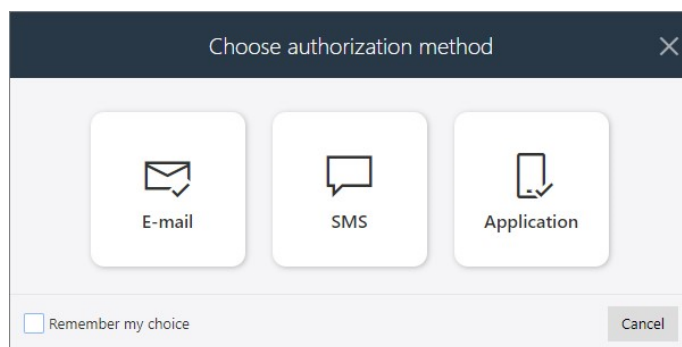 Choose authorization method
E-mail
SMS
Application
Remember my choice
Cancel